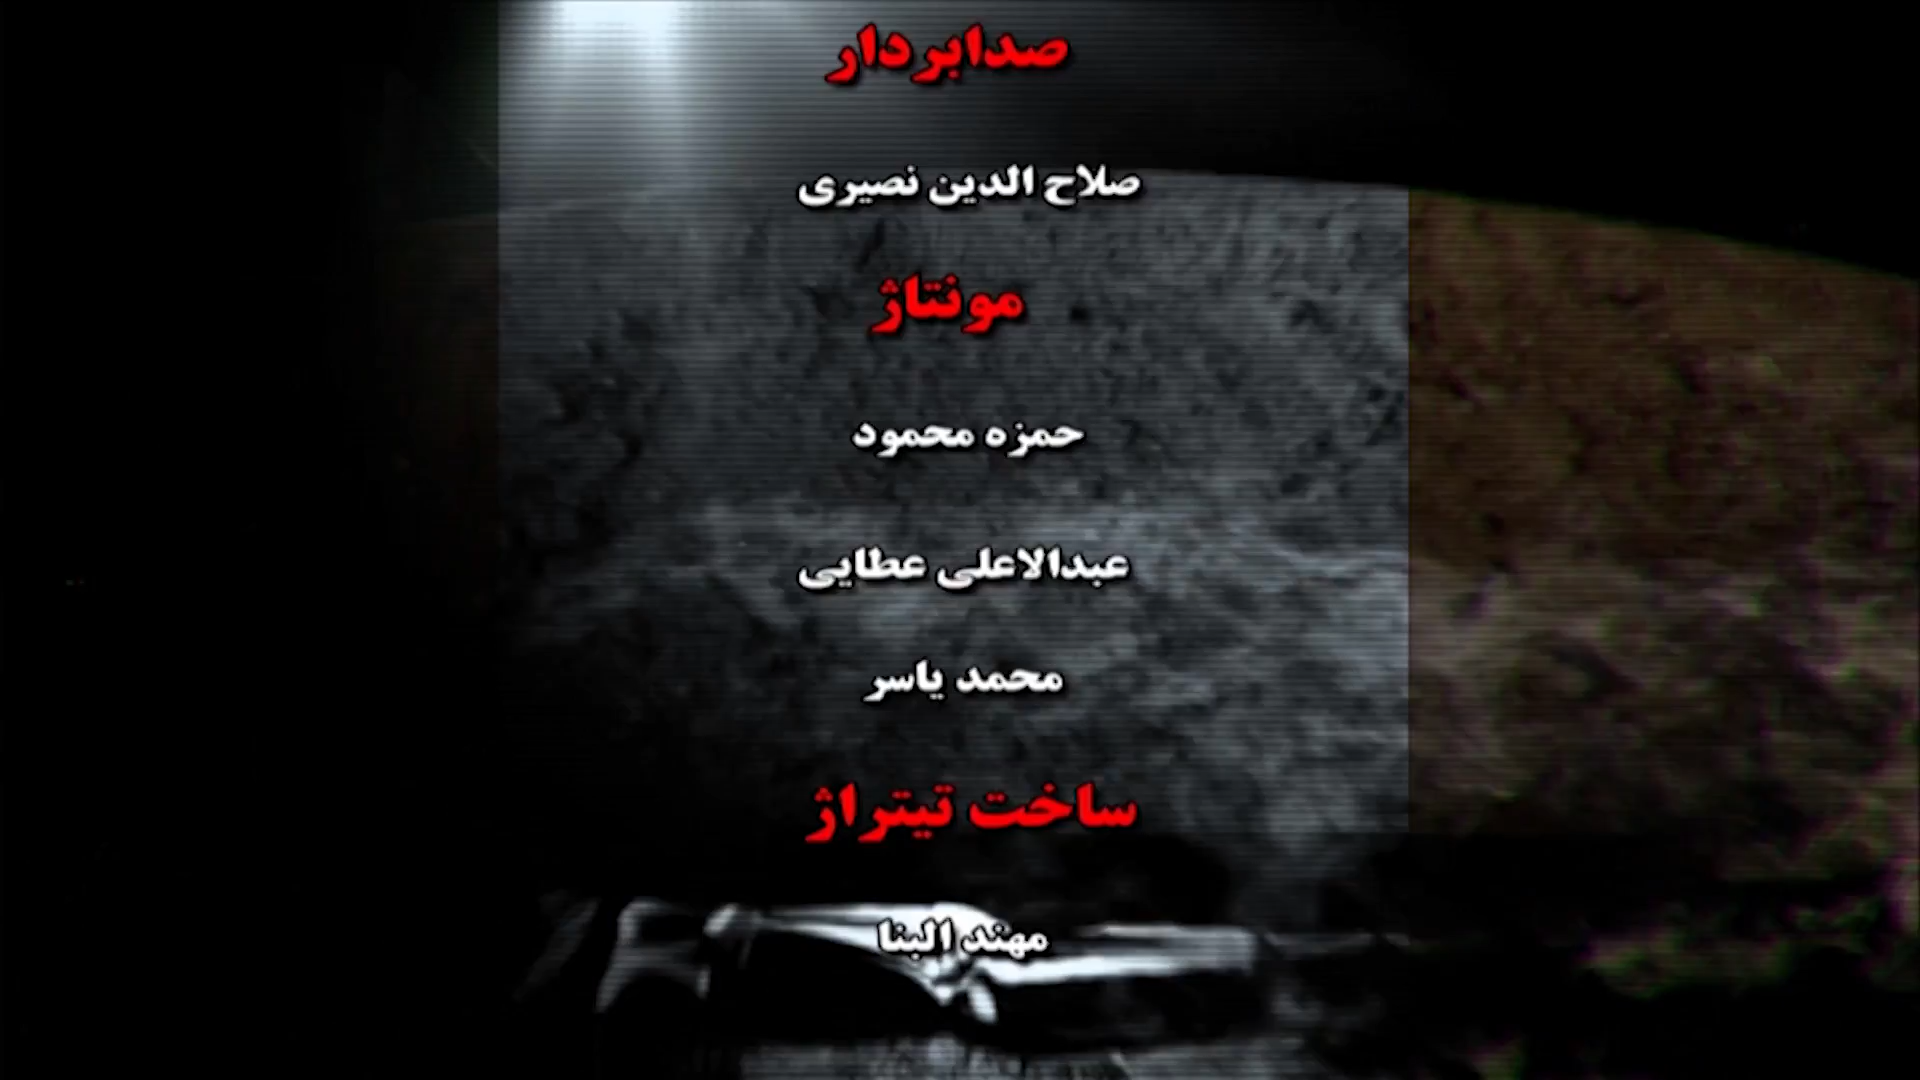 صدابردار
صلاح الدین نصیری
مونتاژ
حمزه محمود
عبدالاعلی عطایی
محمد یاسر
ساخت تیتراژ
مهند البنا